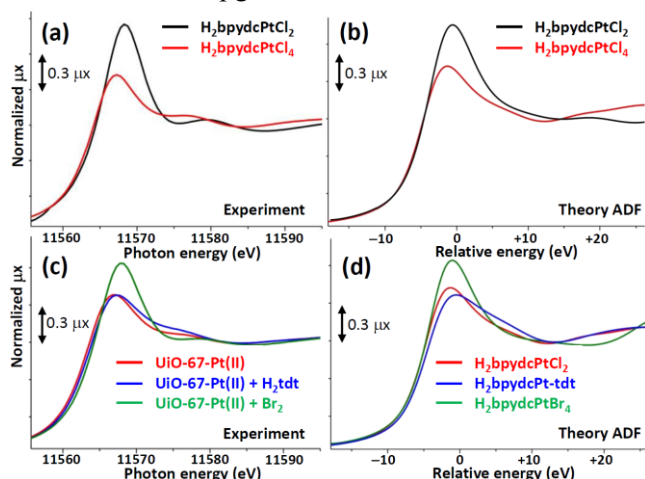 (a)
H₂bpydcPtCl₂
H₂bpydcPtCl₄
0.3 μx
Normalized μx
Experiment
11560 11570 11580 11590
Photon energy (eV)
(b)
H₂bpydcPtCl₂
H₂bpydcPtCl₄
0.3 μx
Theory ADF
−10 0 +10 +20
Relative energy (eV)
(c)
0.3 μx
Normalized μx
UiO-67-Pt(II)
UiO-67-Pt(II) + H₂tdt
UiO-67-Pt(II) + Br₂
Experiment
11560 11570 11580 11590
Photon energy (eV)
(d)
0.3 μx
H₂bpydcPtCl₂
H₂bpydcPt-tdt
H₂bpydcPtBr₄
Theory ADF
−10 0 +10 +20
Relative energy (eV)